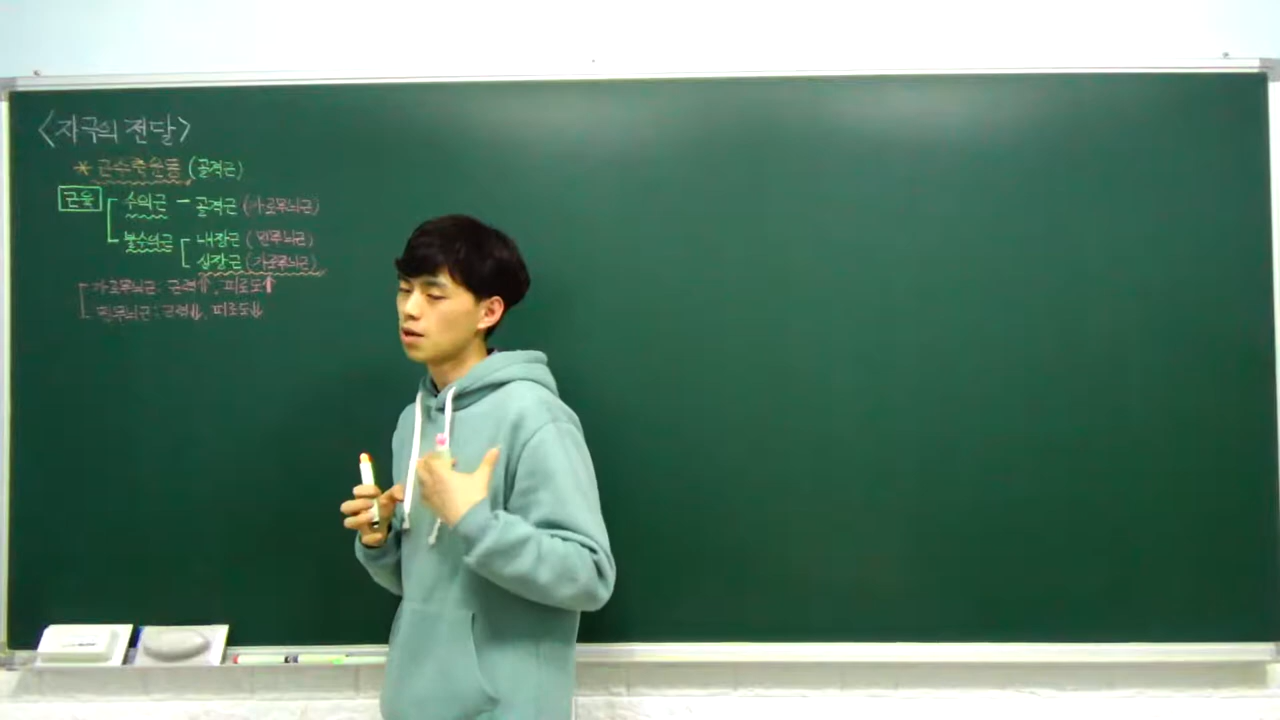 <자극의 전달>
* 근수축운동 (골격근)
근육 수의근 - 골격근 (가로무늬근)
불수의근 내장근 (민무늬근)
심장근 (가로무늬근)
가로무늬근 : 근력↑, 피로도↑
민무늬근 : 근력↓, 피로도↓